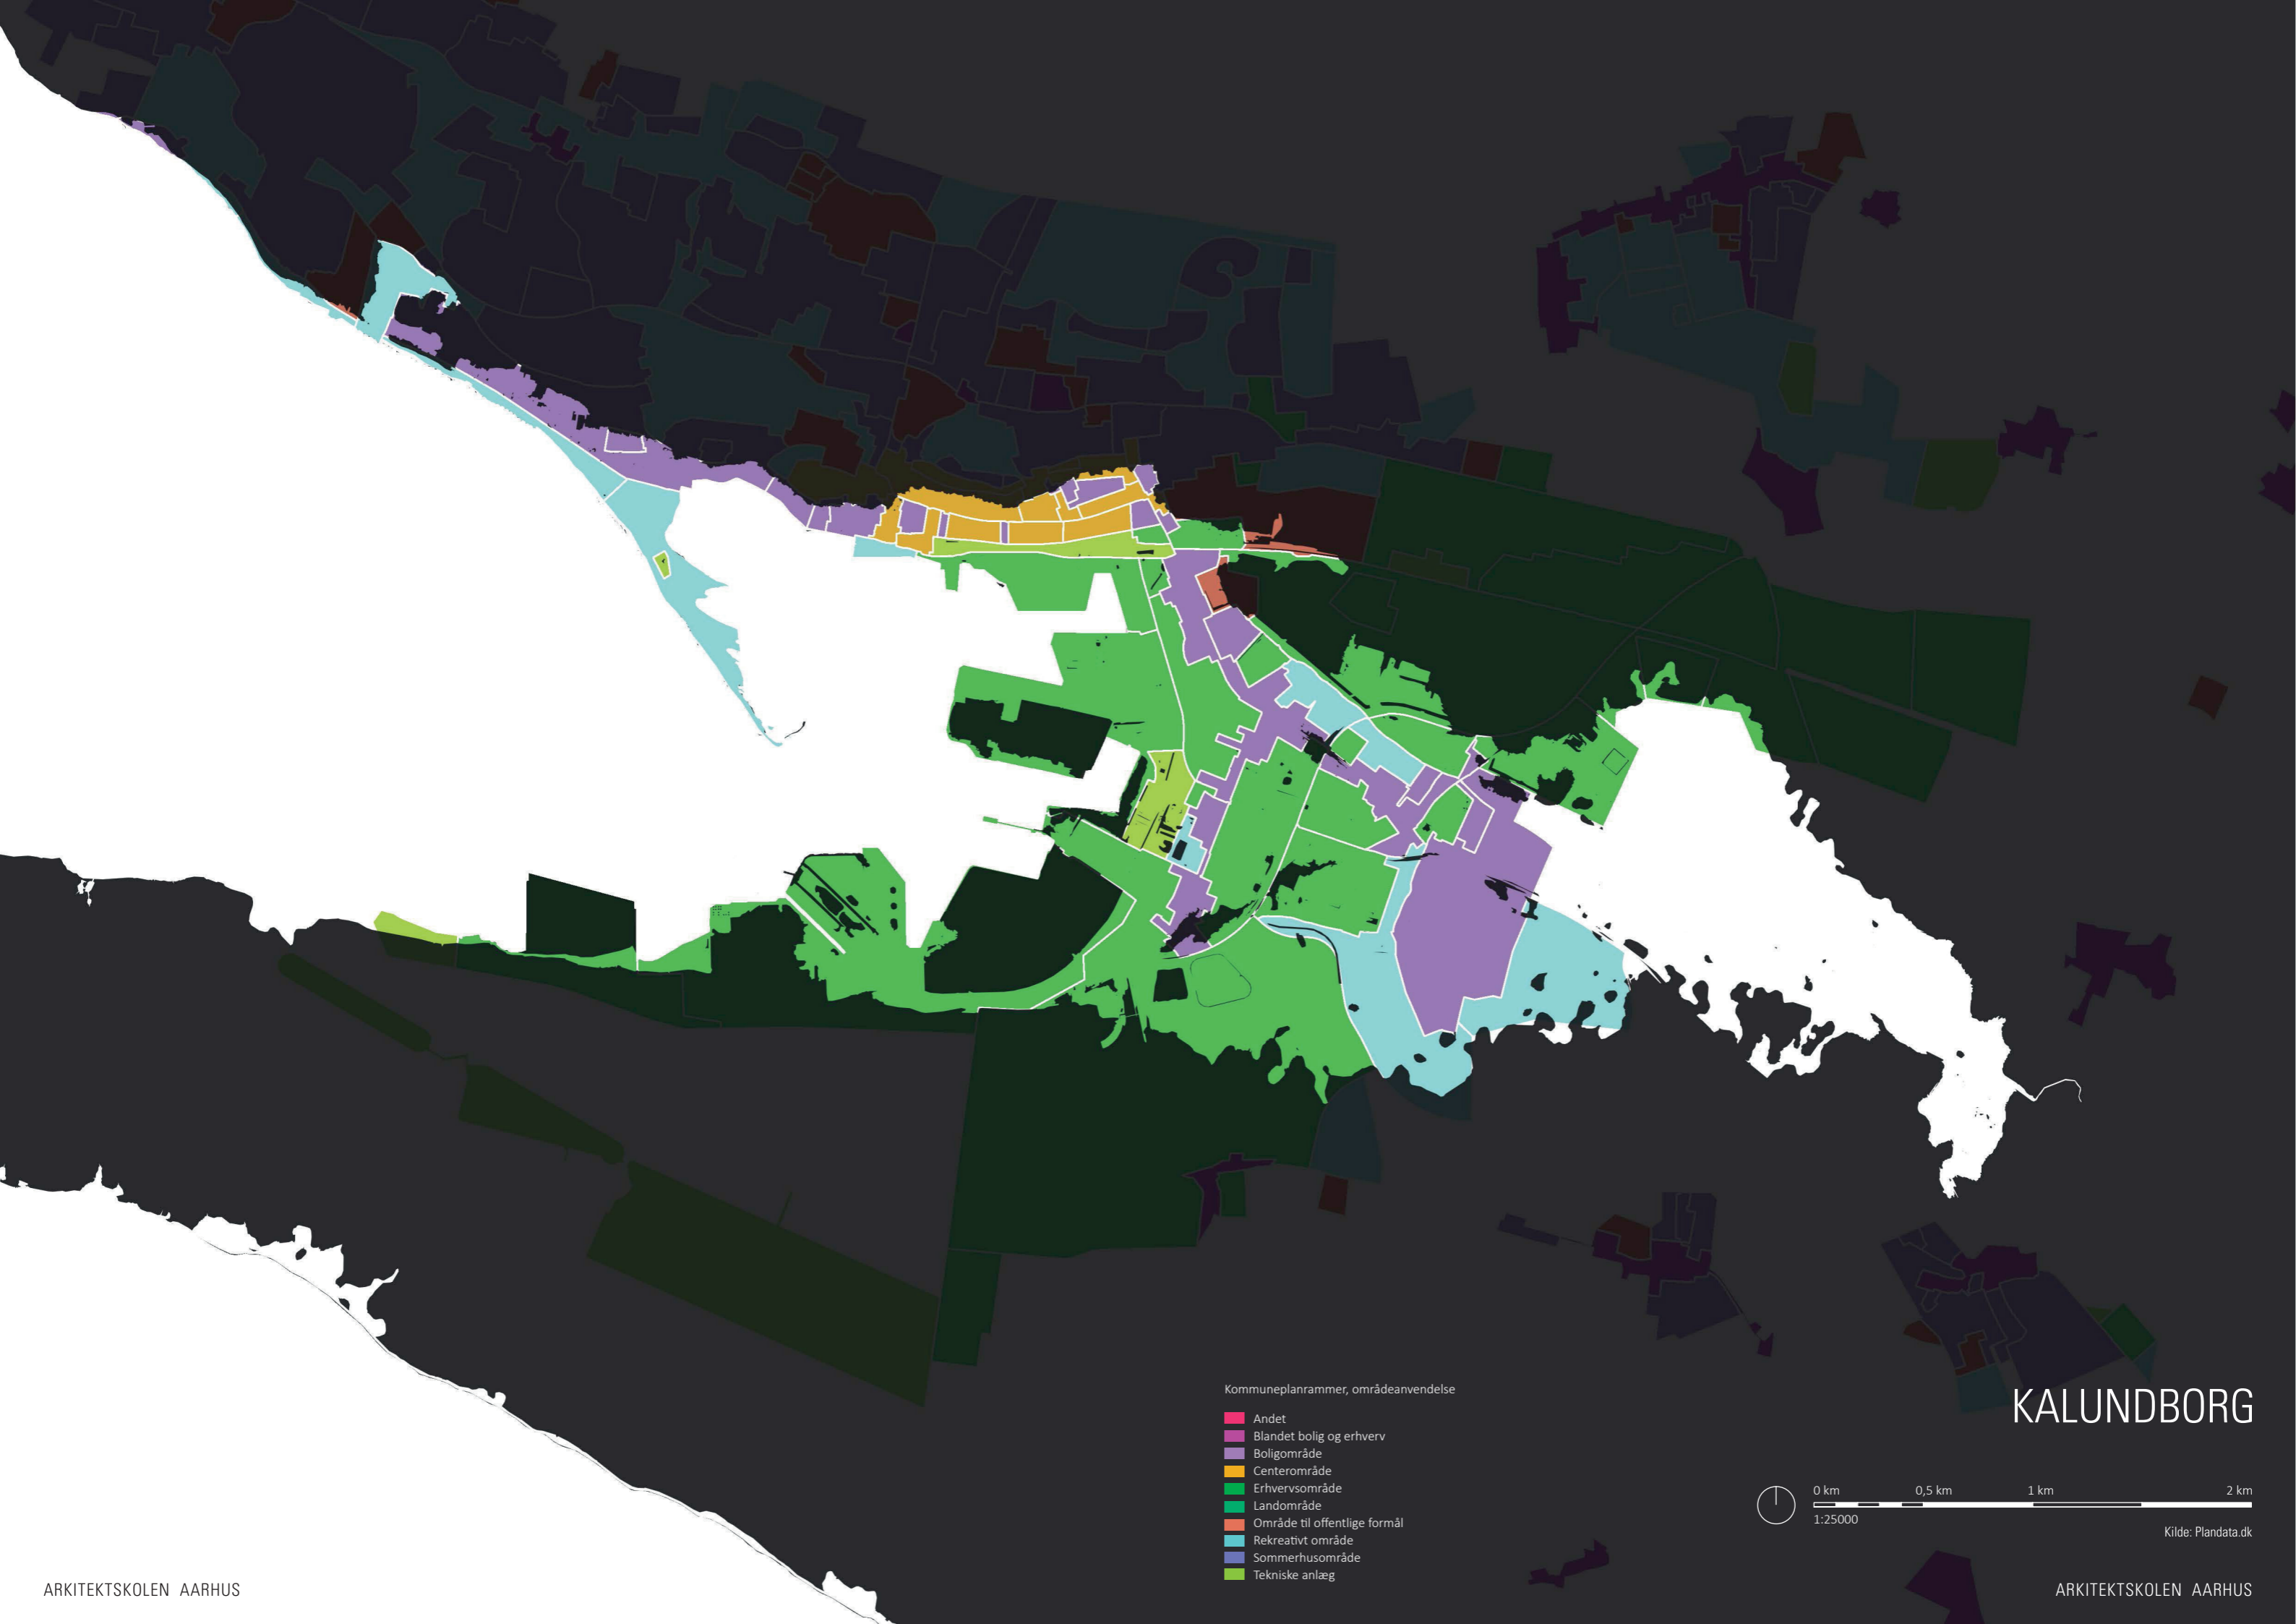 Kommuneplanrammer, områdeanvendelse
Andet
Blandet bolig og erhverv
Boligområde
Centerområde
Erhvervsområde
Landområde
Område til offentlige formål
Rekreativt område
Sommerhusområde
Tekniske anlæg
KALUNDBORG
0 km 0,5 km 1 km 2 km
1:25000
Kilde: Plandata.dk
ARKITEKTSKOLEN AARHUS
ARKITEKTSKOLEN AARHUS